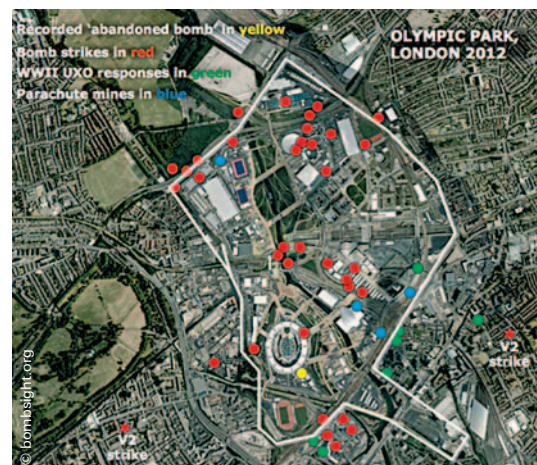 Recorded 'abandoned bomb' in yellow
Bomb strikes in red
WWII UXO responses in green
Parachute mines in blue
OLYMPIC PARK,
LONDON 2012
V2
strike
V2
strike
© bombsight.org